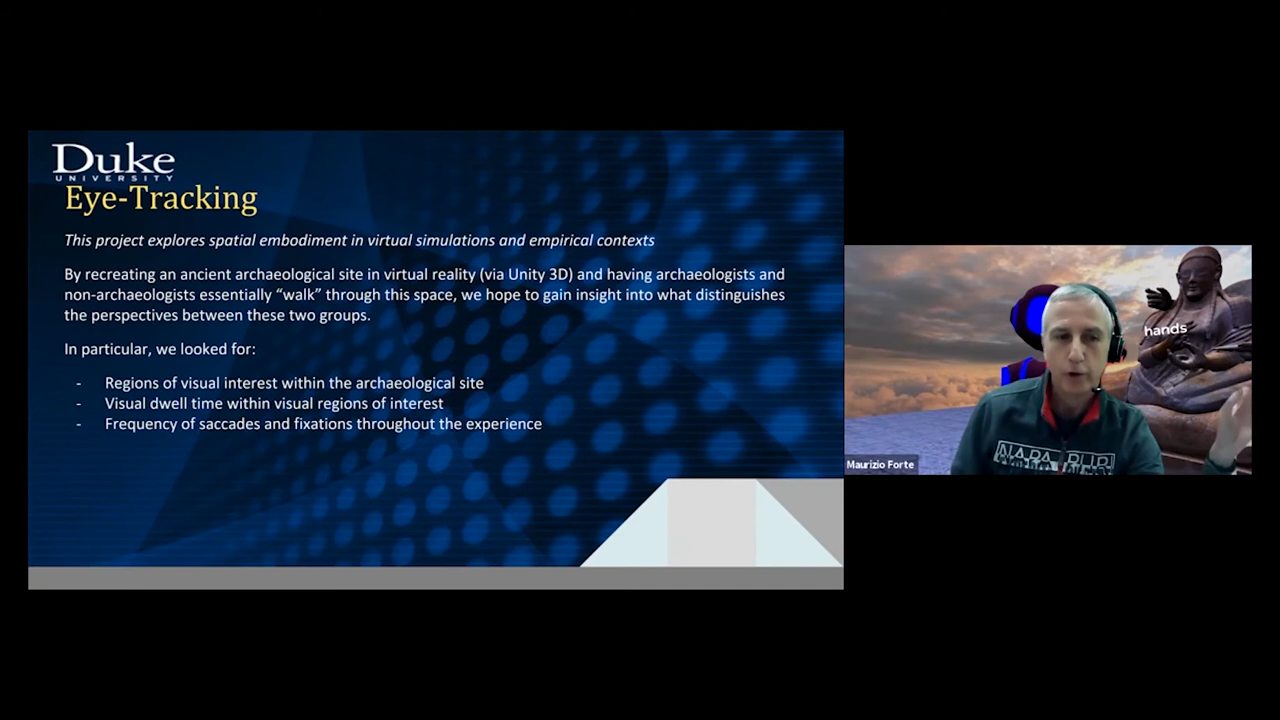 Duke
UNIVERSITY
Eye-Tracking
This project explores spatial embodiment in virtual simulations and empirical contexts
By recreating an ancient archaeological site in virtual reality (via Unity 3D) and having archaeologists and
non-archaeologists essentially “walk” through this space, we hope to gain insight into what distinguishes
the perspectives between these two groups.
In particular, we looked for:
- Regions of visual interest within the archaeological site
- Visual dwell time within visual regions of interest
- Frequency of saccades and fixations throughout the experience
hands
Maurizio Forte